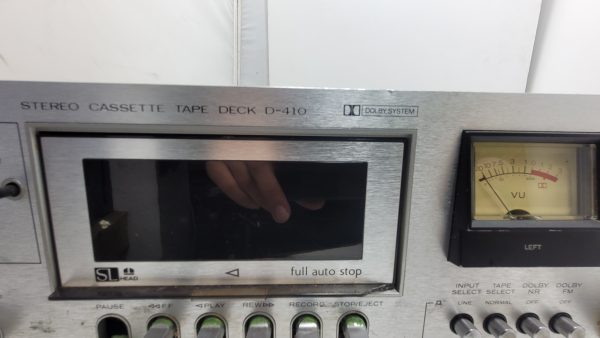 STEREO CASSETTE TAPE DECK D-410
DOLBY SYSTEM
VU
LEFT
SL HEAD
full auto stop
PAUSE ◁◁FF ◁PLAY REW▷▷ RECORD STOP/EJECT
INPUT SELECT TAPE SELECT DOLBY NR DOLBY FM
LINE NORMAL OFF OFF